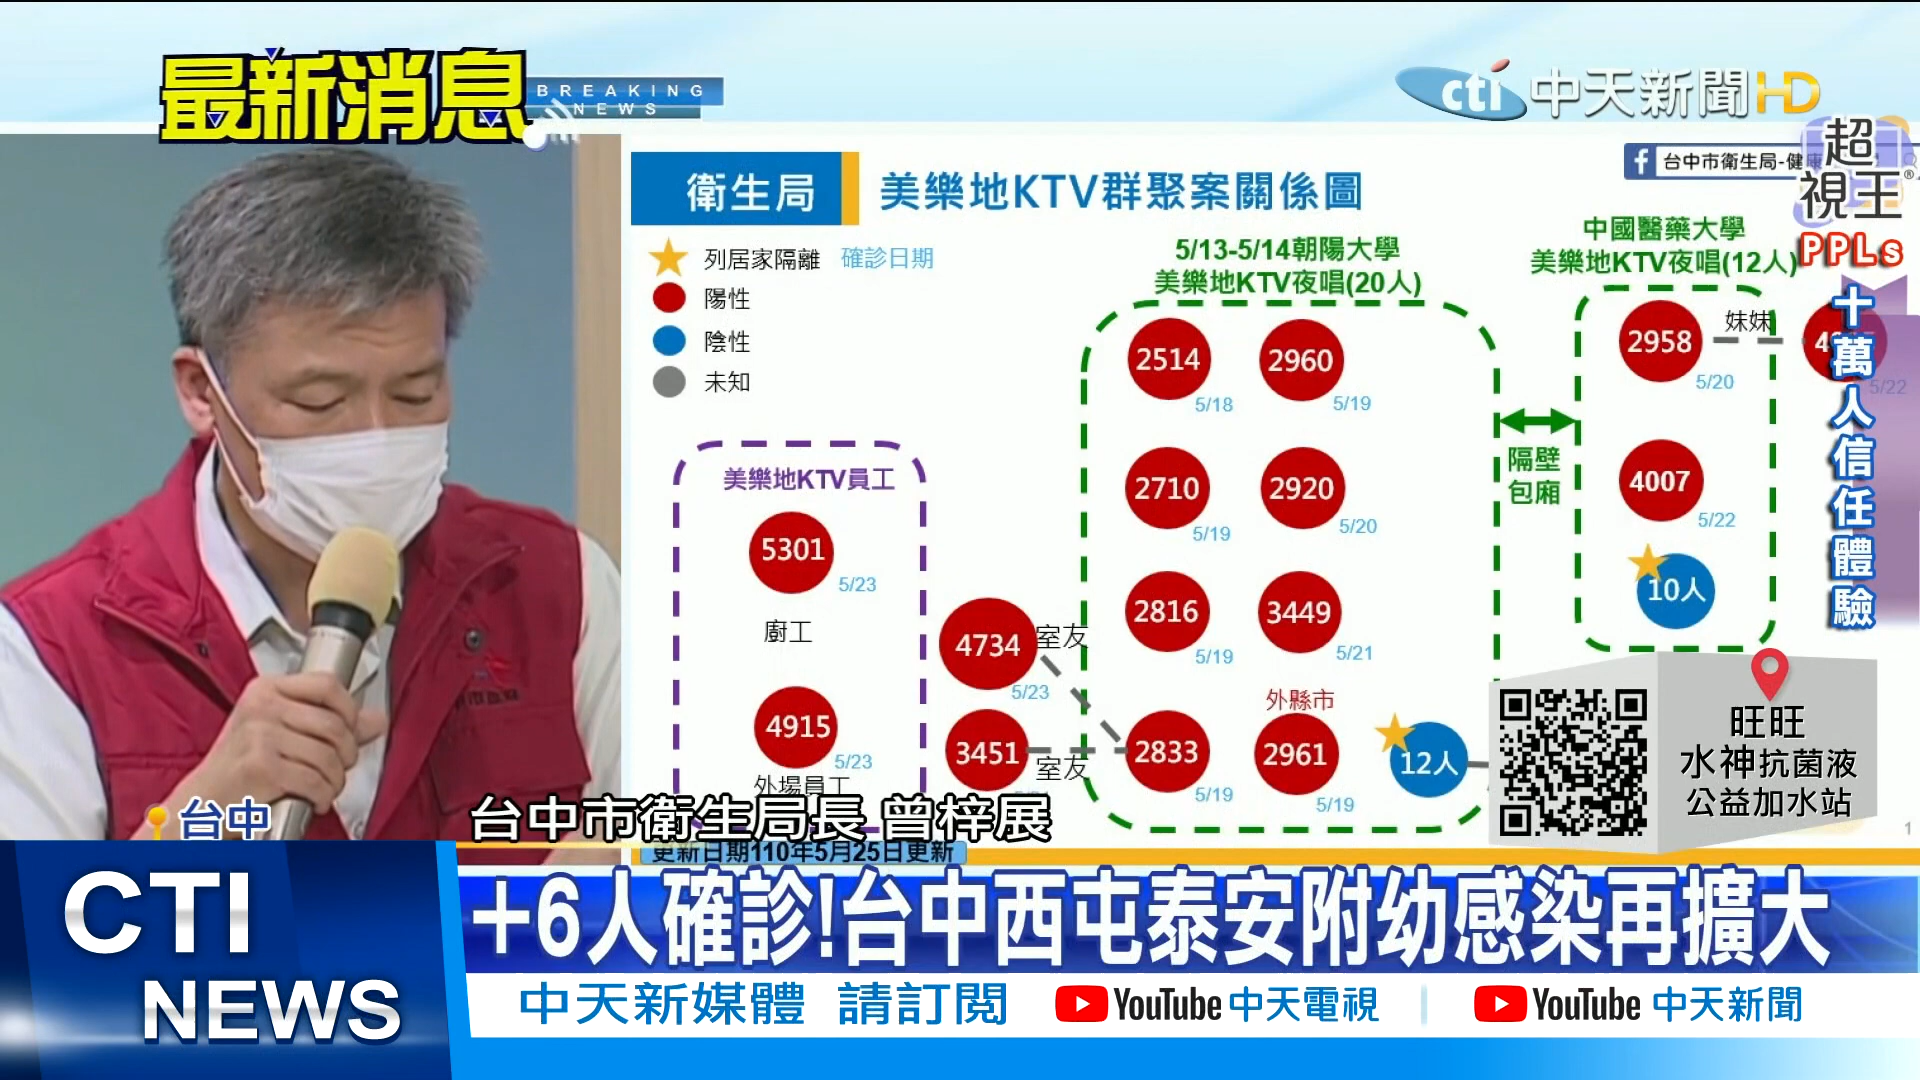 最新消息
BREAKING
NEWS
cti 中天新聞HD
衛生局
美樂地KTV群聚案關係圖
台中市衛生局-健康
超視王®
PPLs
十萬人信任體驗
列居家隔離 確診日期
陽性
陰性
未知
美樂地KTV員工
5301
5/23
廚工
4915
5/23
外場員工
4734
室友
5/23
3451
室友
5/13-5/14朝陽大學
美樂地KTV夜唱(20人)
2514
5/18
2960
5/19
2710
5/19
2920
5/20
2816
5/19
3449
5/21
外縣市
2833
5/19
2961
5/19
12人
隔壁
包廂
中國醫藥大學
美樂地KTV夜唱(12人)
2958
妹妹
5/20
5/22
4007
5/22
10人
旺旺
水神抗菌液
公益加水站
1
台中
台中市衛生局長 曾梓展
更新日期110年5月25日更新
CTI
NEWS
+6人確診!台中西屯泰安附幼感染再擴大
中天新媒體 請訂閱 YouTube 中天電視 YouTube 中天新聞